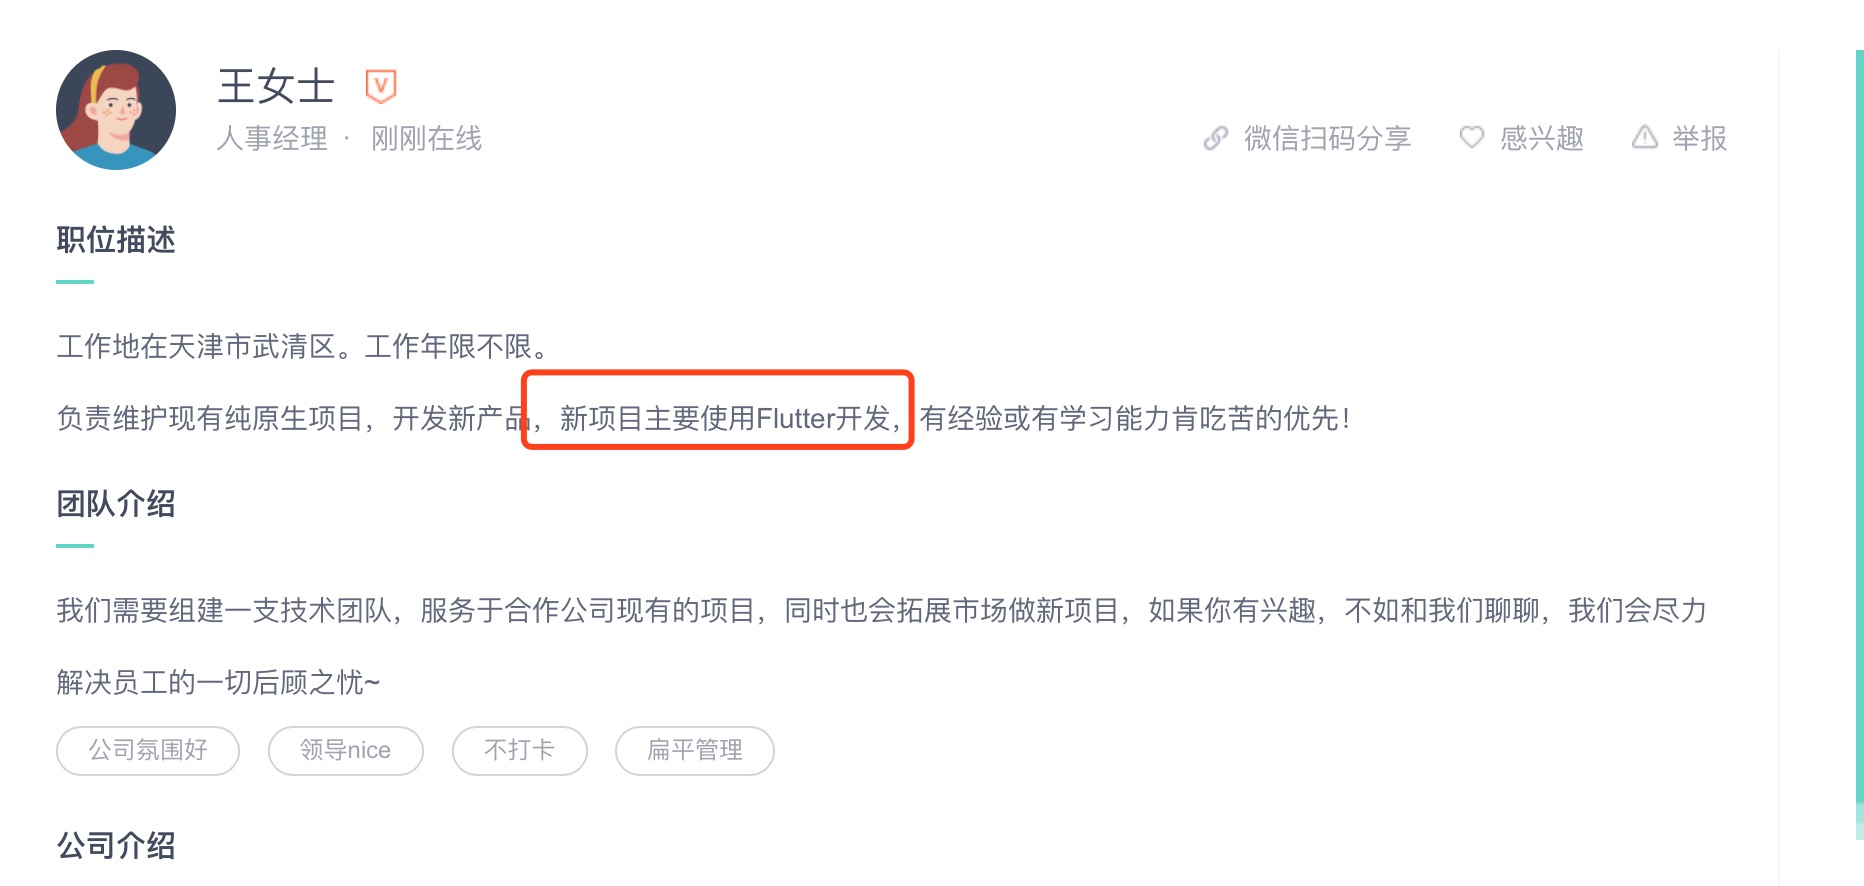 王女士 V
人事经理 · 刚刚在线
微信扫码分享 感兴趣 举报
职位描述
工作地在天津市武清区。工作年限不限。
负责维护现有纯原生项目，开发新产品，新项目主要使用Flutter开发，有经验或有学习能力肯吃苦的优先！
团队介绍
我们需要组建一支技术团队，服务于合作公司现有的项目，同时也会拓展市场做新项目，如果你有兴趣，不如和我们聊聊，我们会尽力
解决员工的一切后顾之忧~
公司氛围好 领导nice 不打卡 扁平管理
公司介绍